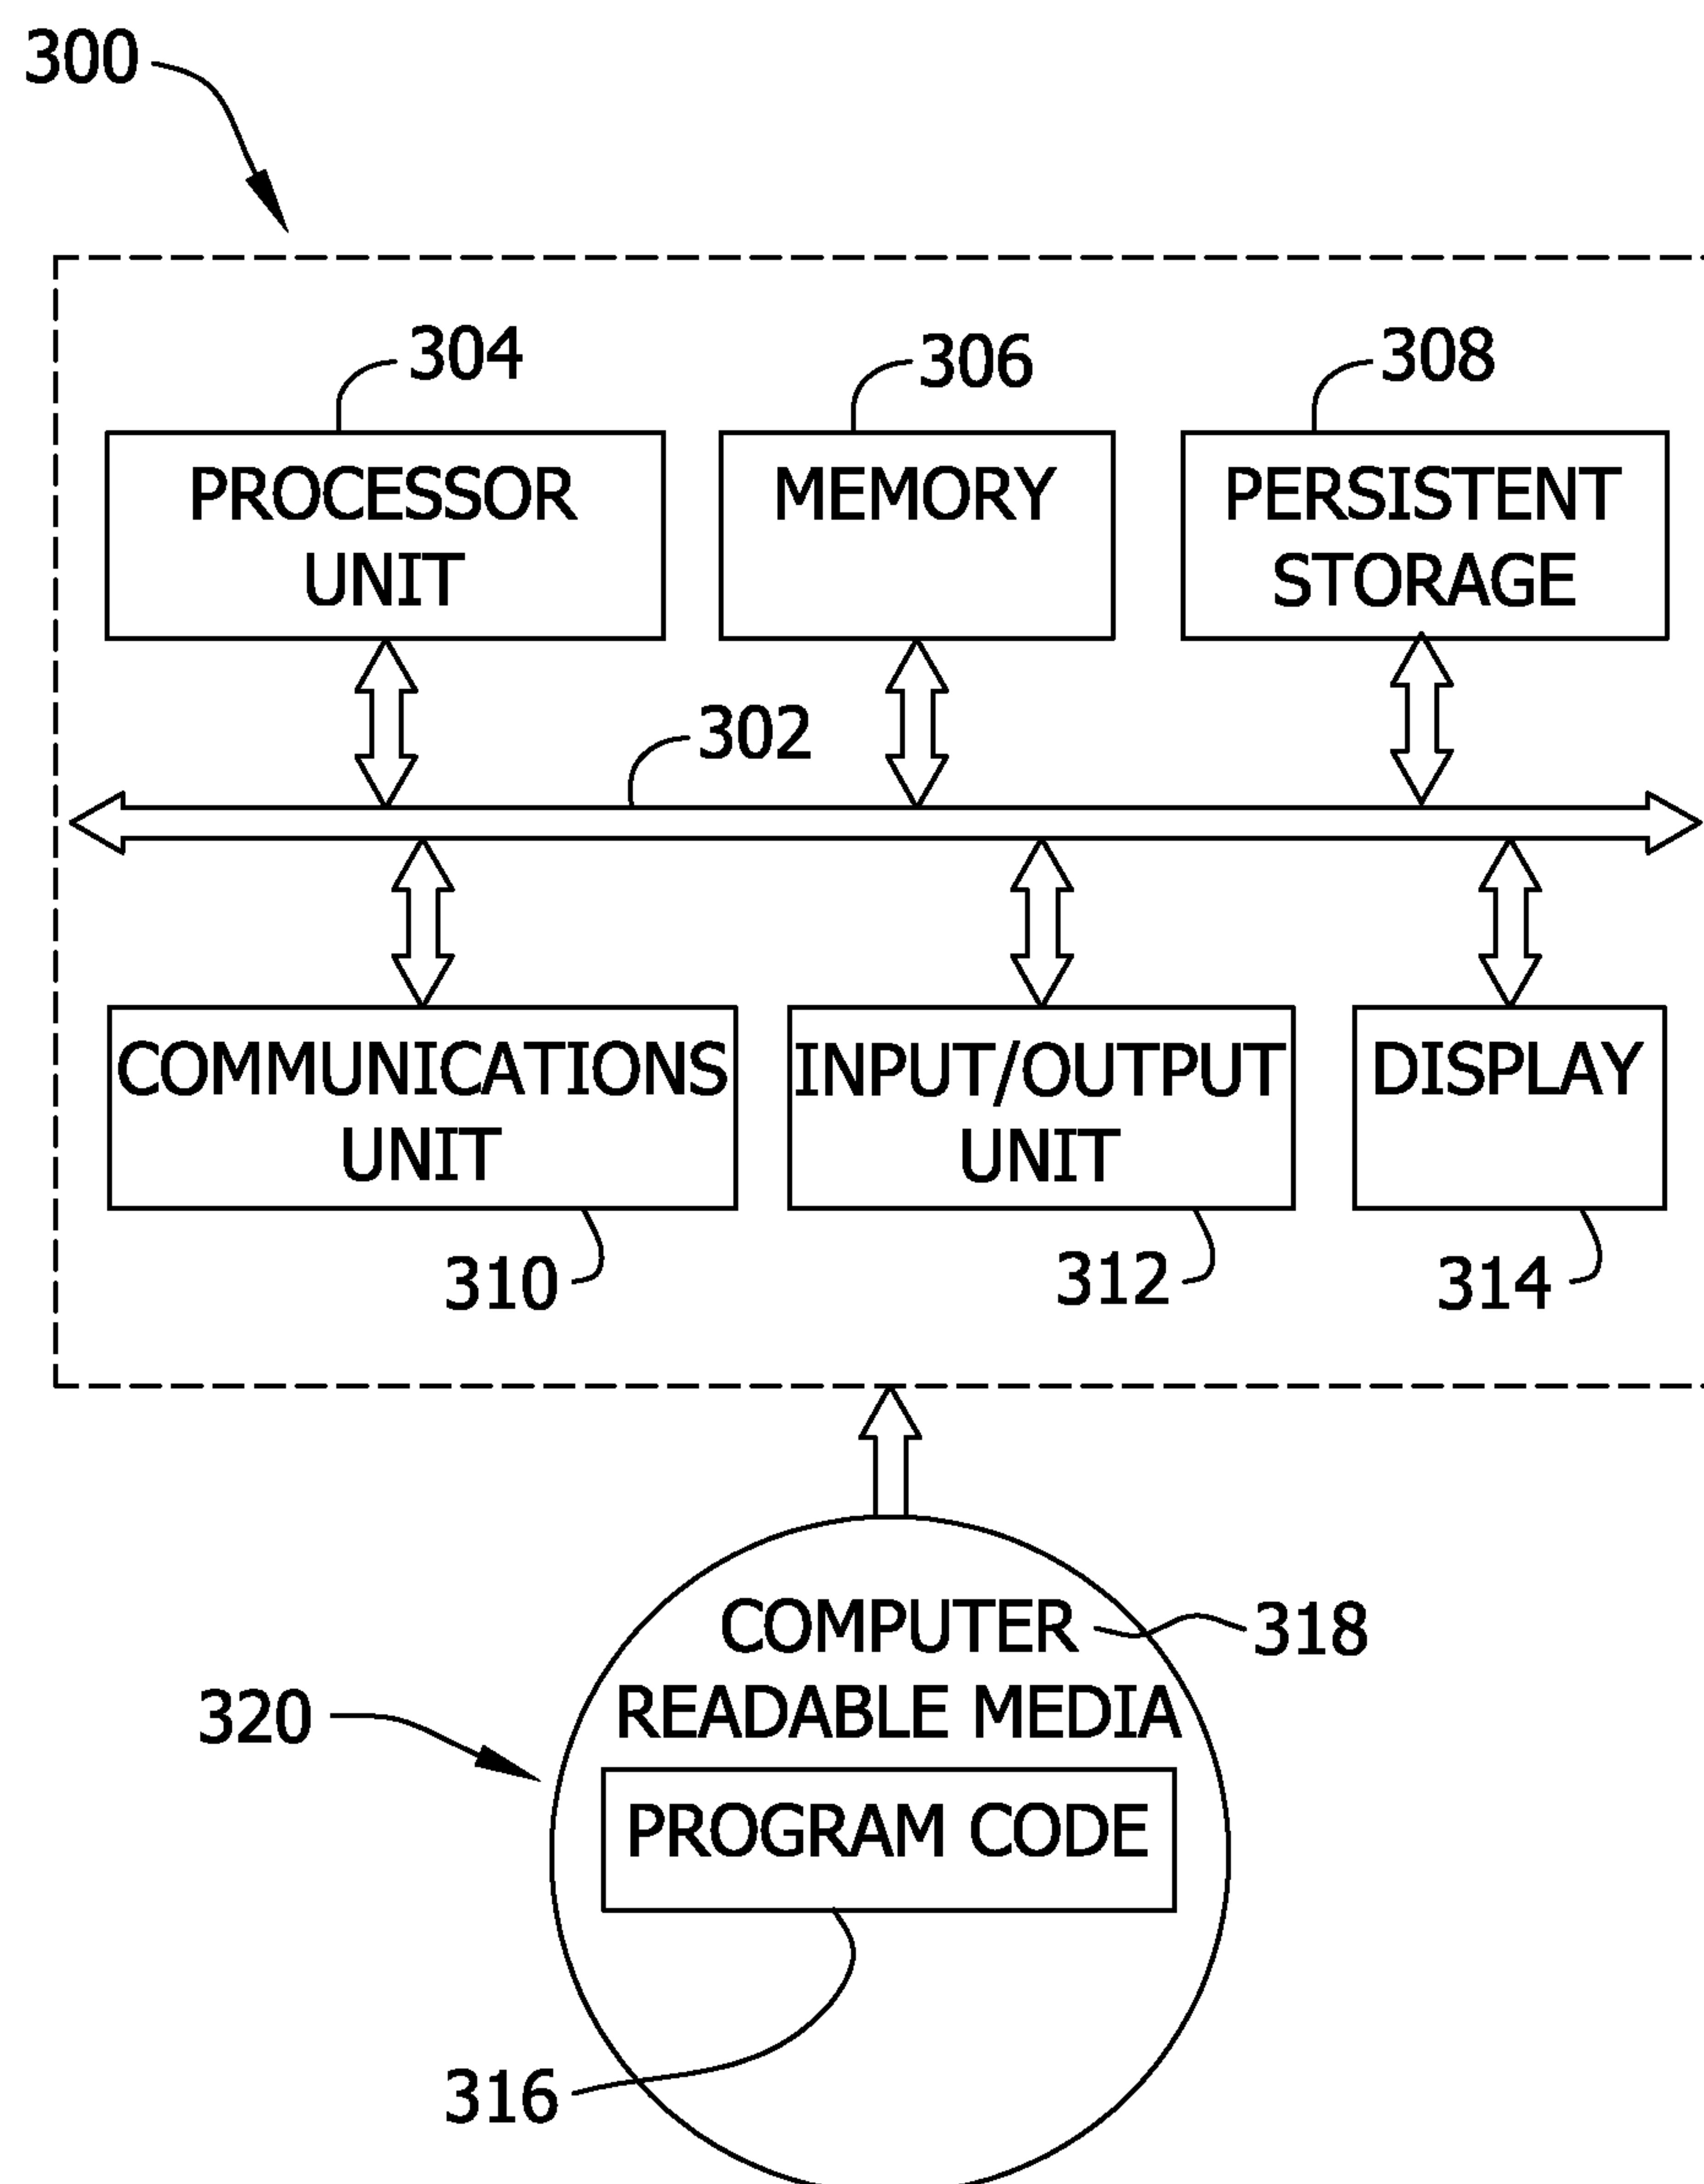 300
304
306
308
PROCESSOR
UNIT
MEMORY
PERSISTENT
STORAGE
302
COMMUNICATIONS
UNIT
INPUT/OUTPUT
UNIT
DISPLAY
310
312
314
COMPUTER
READABLE MEDIA
318
320
PROGRAM CODE
316